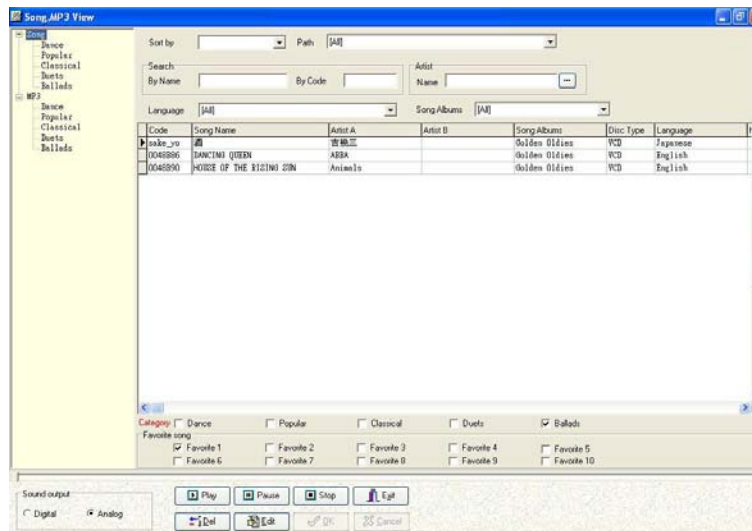 Song,MP3 View
Song
Dance
Popular
Classical
Duets
Ballads
MP3
Dance
Popular
Classical
Duets
Ballads
Sort by Path [All]
Search Artist
By Name By Code Name ...
Language [All] Song Albums [All]
Code Song Name Artist A Artist B Song Albums Disc Type Language
sake_yo 吉幾三 Golden Oldies VCD Japanese
0048886 DANCING QUEEN ABBA Golden Oldies VCD English
0048890 HOUSE OF THE RISING SUN Animals Golden Oldies VCD English
Category Dance Popular Classical Duets Ballads
Favorite song
Favorite 1 Favorite 2 Favorite 3 Favorite 4 Favorite 5
Favorite 6 Favorite 7 Favorite 8 Favorite 9 Favorite 10
Sound output
Digital Analog
Play Pause Stop Exit
Del Edit OK Cancel